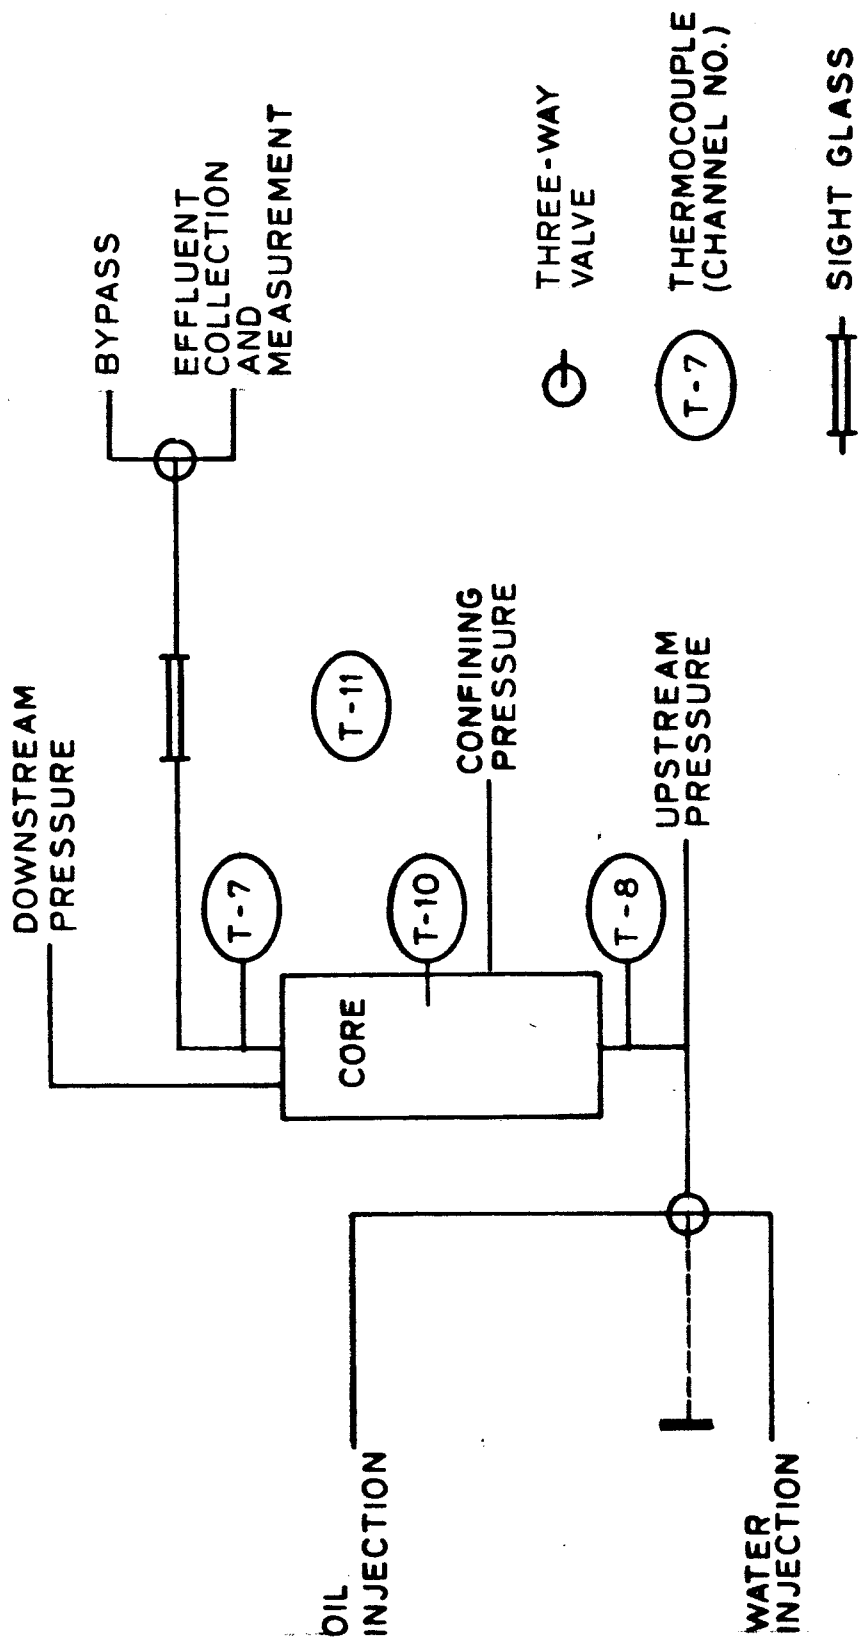 DOWNSTREAM
PRESSURE
BYPASS
EFFLUENT
COLLECTION
AND
MEASUREMENT
T-7
T-11
CORE
T-10
CONFINING
PRESSURE
T-8
UPSTREAM
PRESSURE
OIL
INJECTION
WATER
INJECTION
THREE-WAY
VALVE
T-7
THERMOCOUPLE
(CHANNEL NO.)
SIGHT GLASS